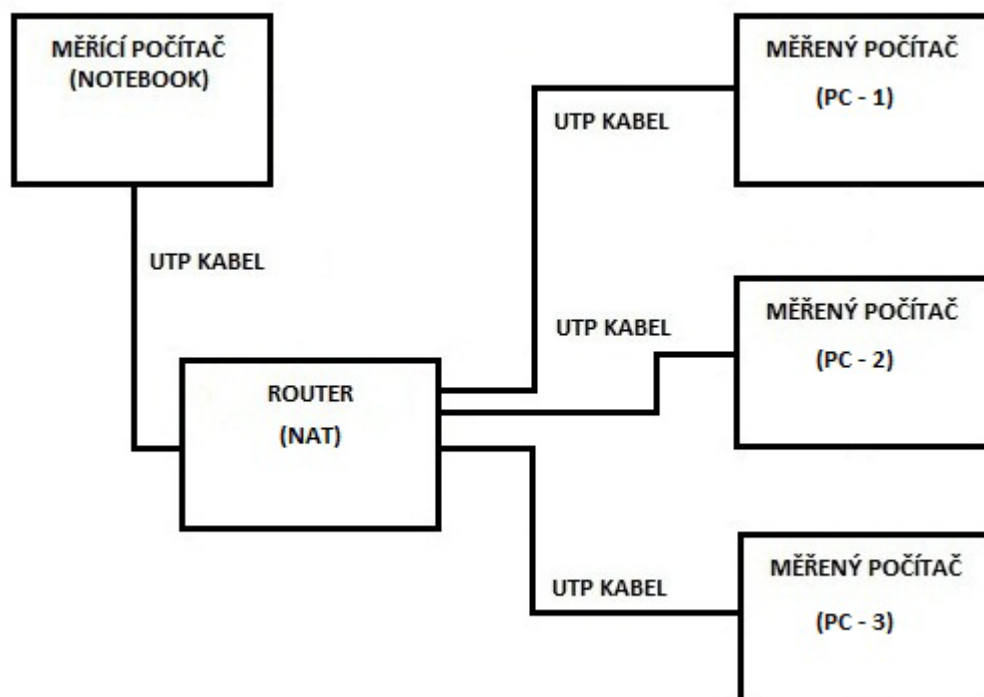 MĚŘÍCÍ POČÍTAČ
(NOTEBOOK)
MĚŘENÝ POČÍTAČ
(PC - 1)
UTP KABEL
UTP KABEL
MĚŘENÝ POČÍTAČ
(PC - 2)
UTP KABEL
ROUTER
(NAT)
MĚŘENÝ POČÍTAČ
(PC - 3)
UTP KABEL